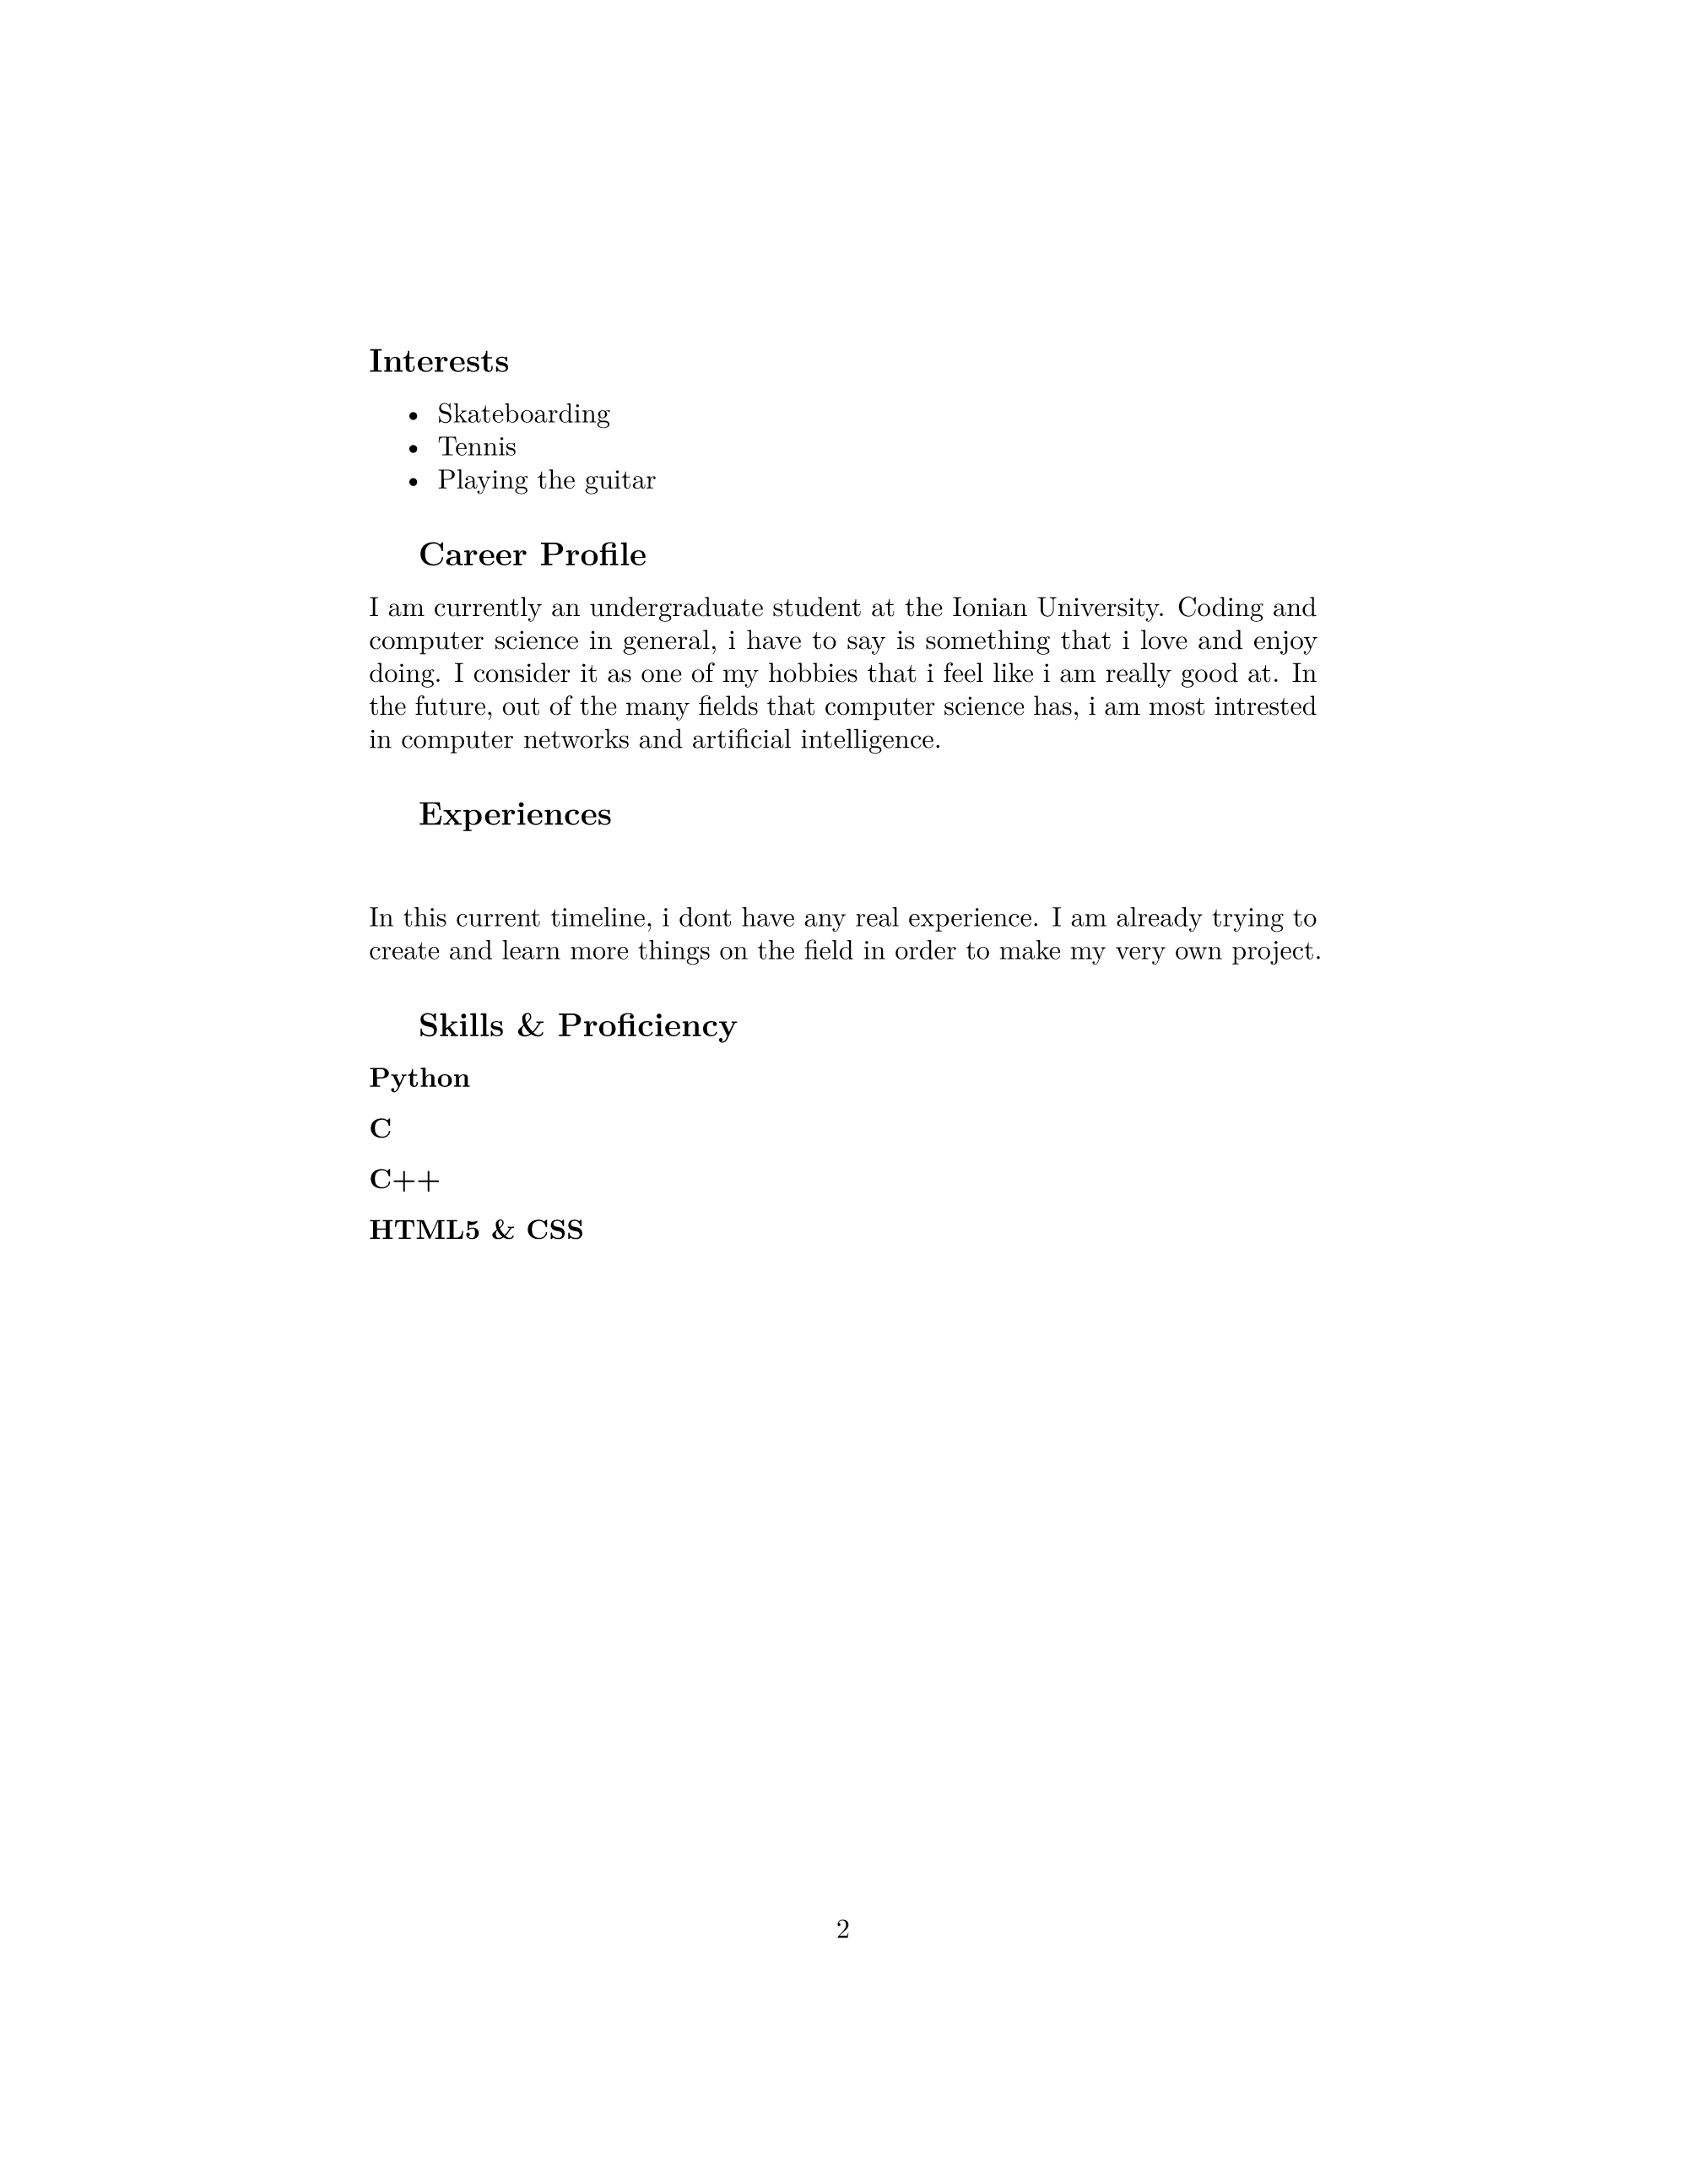 Interests
• Skateboarding
• Tennis
• Playing the guitar
Career Profile
I am currently an undergraduate student at the Ionian University. Coding and
computer science in general, i have to say is something that i love and enjoy
doing. I consider it as one of my hobbies that i feel like i am really good at. In
the future, out of the many fields that computer science has, i am most intrested
in computer networks and artificial intelligence.
Experiences
In this current timeline, i dont have any real experience. I am already trying to
create and learn more things on the field in order to make my very own project.
Skills & Proficiency
Python
C
C++
HTML5 & CSS
2